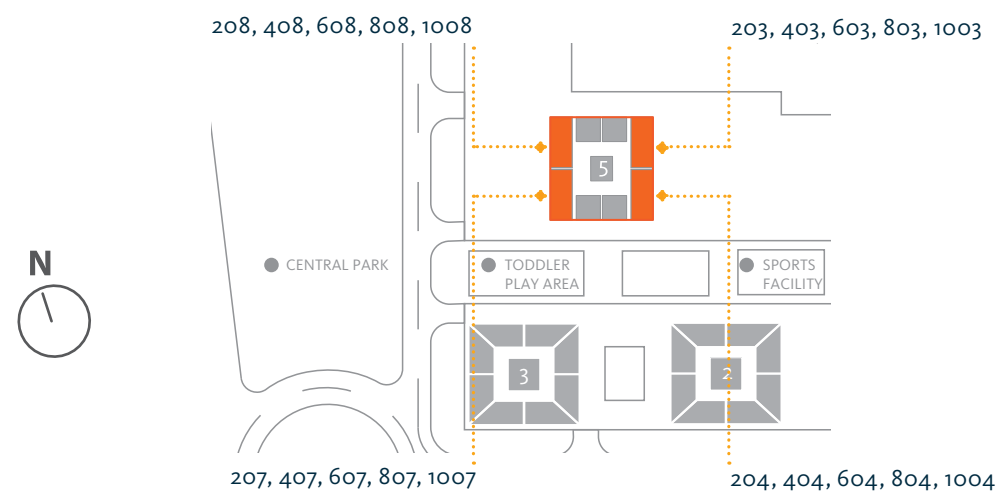 208, 408, 608, 808, 1008
203, 403, 603, 803, 1003
5
N
CENTRAL PARK
TODDLER
PLAY AREA
SPORTS
FACILITY
3
2
207, 407, 607, 807, 1007
204, 404, 604, 804, 1004